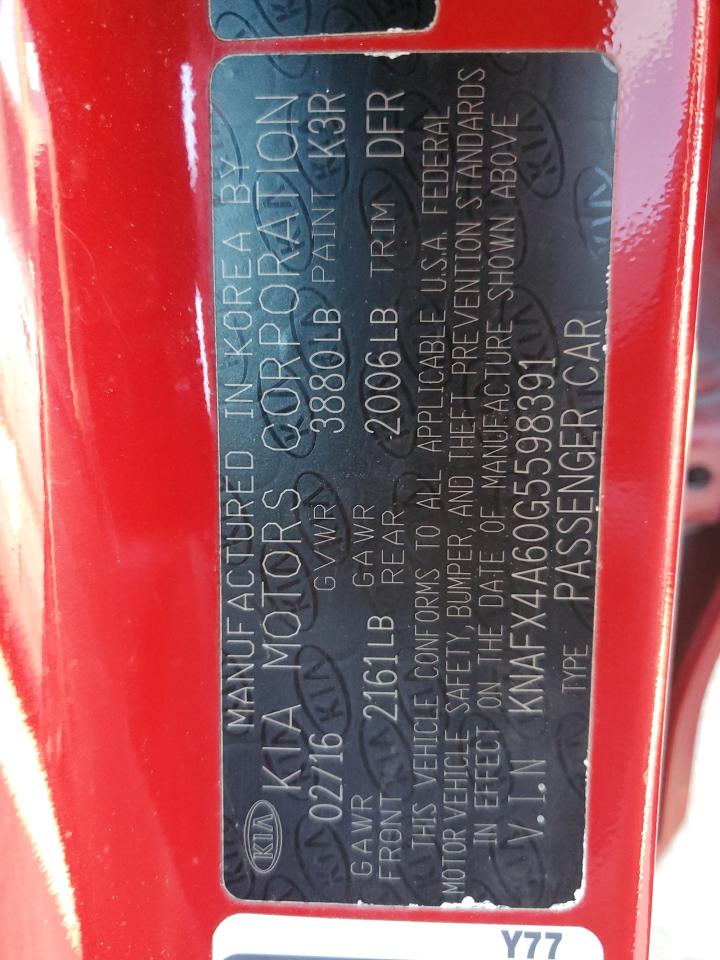 MANUFACTURED IN KOREA BY
KIA KIA MOTORS CORPORATION
02716 GVWR 3880LB PAINT K3R
GAWR FRONT 2161LB GAWR REAR 2006LB TRIM DFR
THIS VEHICLE CONFORMS TO ALL APPLICABLE U.S.A. FEDERAL
MOTOR VEHICLE SAFETY, BUMPER, AND THEFT PREVENTION STANDARDS
IN EFFECT ON THE DATE OF MANUFACTURE SHOWN ABOVE
V.I.N KNAFX4A60G5598391
TYPE PASSENGER CAR
Y77